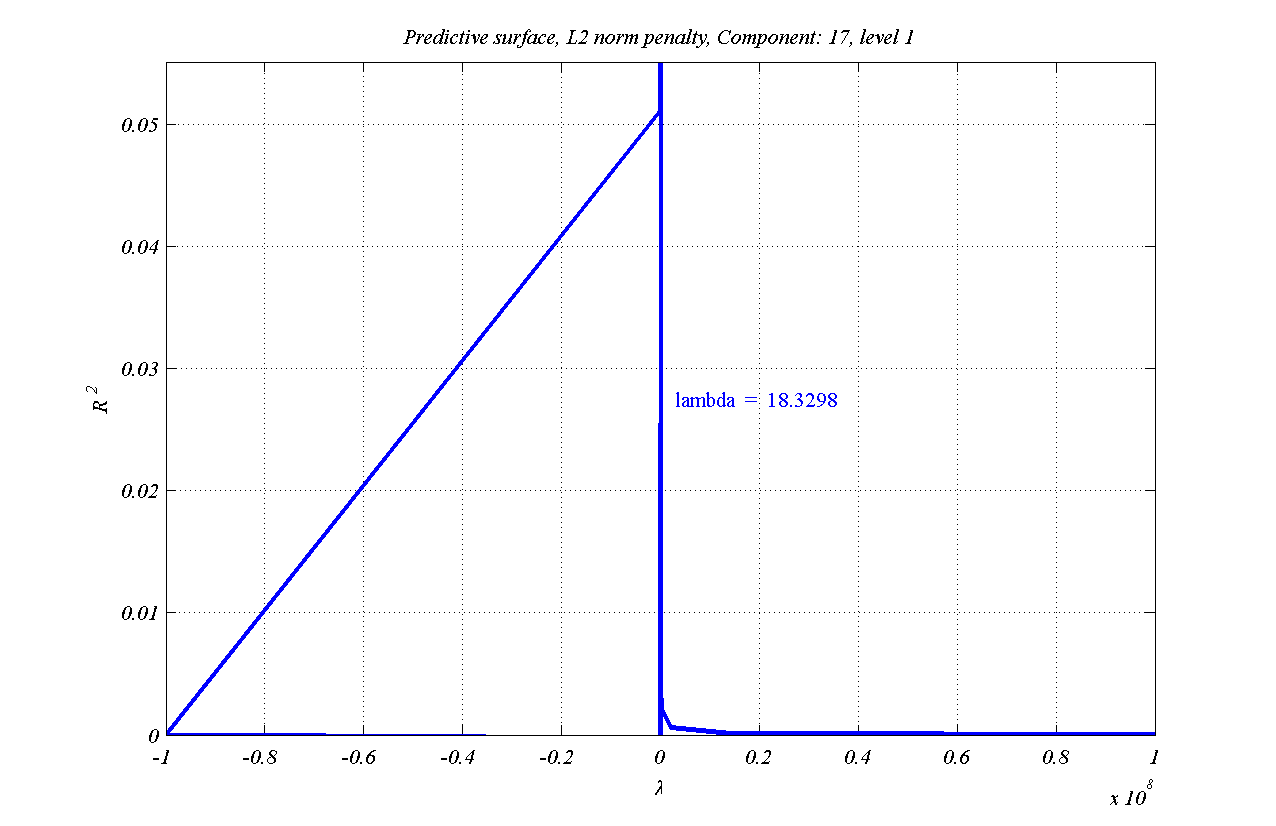 Predictive surface, L2 norm penalty, Component: 17, level 1
0.05
0.04
0.03
0.02
0.01
0
R 2
lambda = 18.3298
-1 -0.8 -0.6 -0.4 -0.2 0 0.2 0.4 0.6 0.8 1
λ
x 10 8